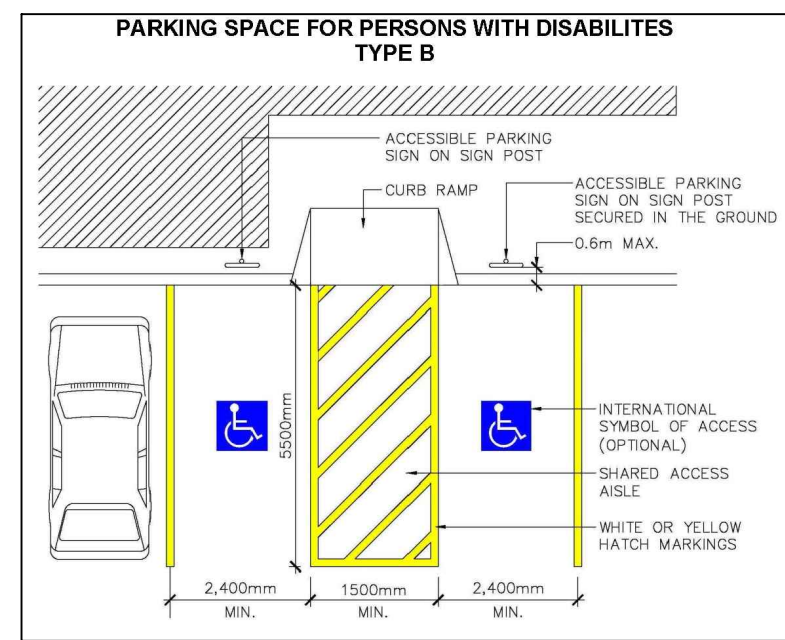 PARKING SPACE FOR PERSONS WITH DISABILITES
TYPE B
ACCESSIBLE PARKING
SIGN ON SIGN POST
CURB RAMP
ACCESSIBLE PARKING
SIGN ON SIGN POST
SECURED IN THE GROUND
0.6m MAX.
5500mm
INTERNATIONAL
SYMBOL OF ACCESS
(OPTIONAL)
SHARED ACCESS
AISLE
WHITE OR YELLOW
HATCH MARKINGS
2,400mm
MIN.
1500mm
MIN.
2,400mm
MIN.